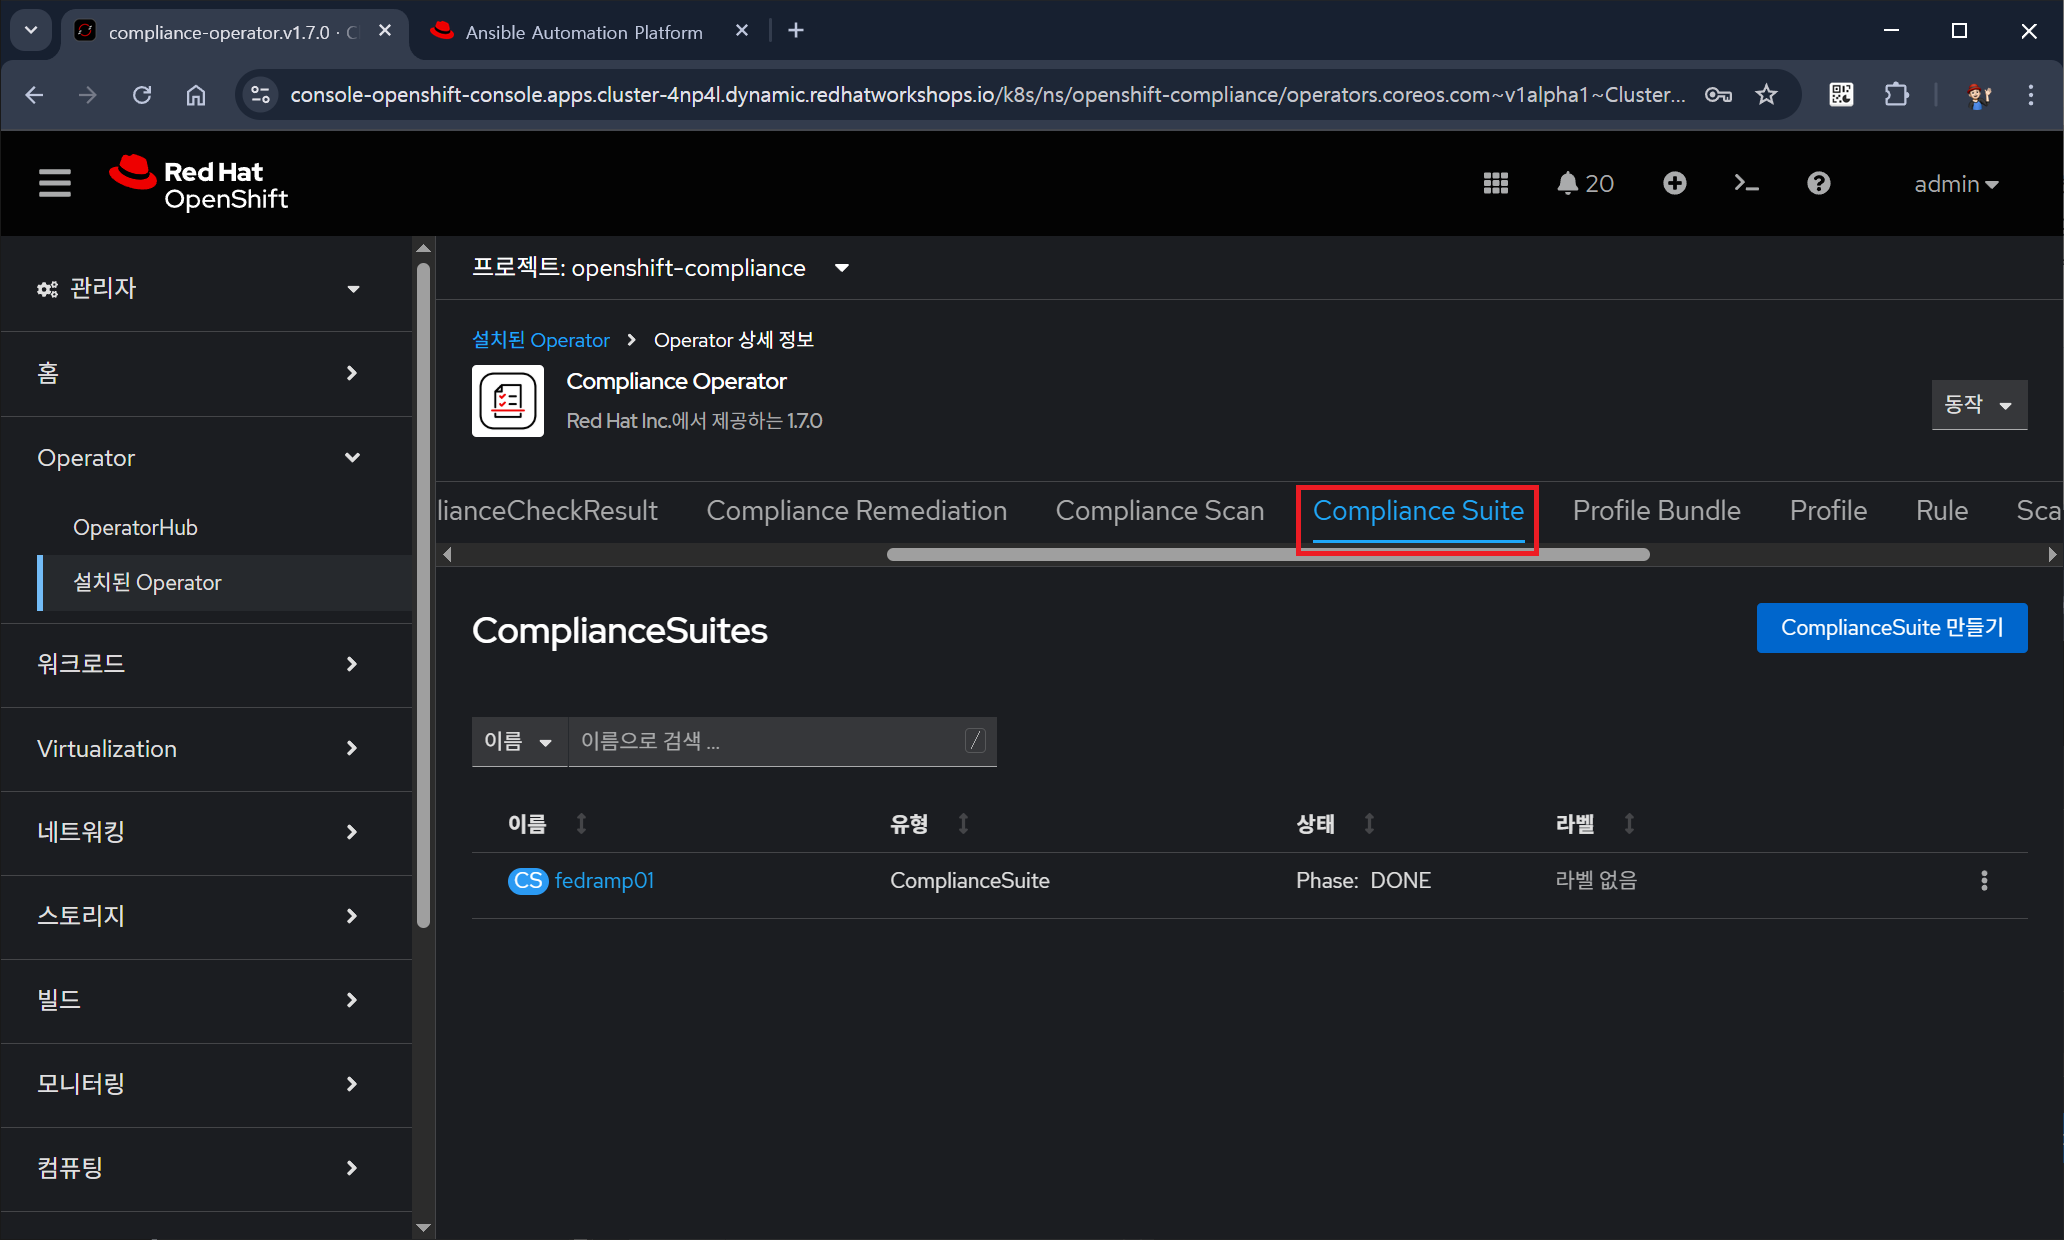 compliance-operator.v1.7.0 · Cl
Ansible Automation Platform
console-openshift-console.apps.cluster-4np4l.dynamic.redhatworkshops.io/k8s/ns/openshift-compliance/operators.coreos.com~v1alpha1~Cluster...
Red Hat
OpenShift
20
admin
관리자
홈
Operator
OperatorHub
설치된 Operator
워크로드
Virtualization
네트워킹
스토리지
빌드
모니터링
컴퓨팅
프로젝트: openshift-compliance
설치된 Operator
Operator 상세 정보
Compliance Operator
Red Hat Inc.에서 제공하는 1.7.0
동작
lianceCheckResult
Compliance Remediation
Compliance Scan
Compliance Suite
Profile Bundle
Profile
Rule
Sca
ComplianceSuites
ComplianceSuite 만들기
이름
이름으로 검색 ...
/
이름
유형
상태
라벨
CS fedramp01
ComplianceSuite
Phase: DONE
라벨 없음